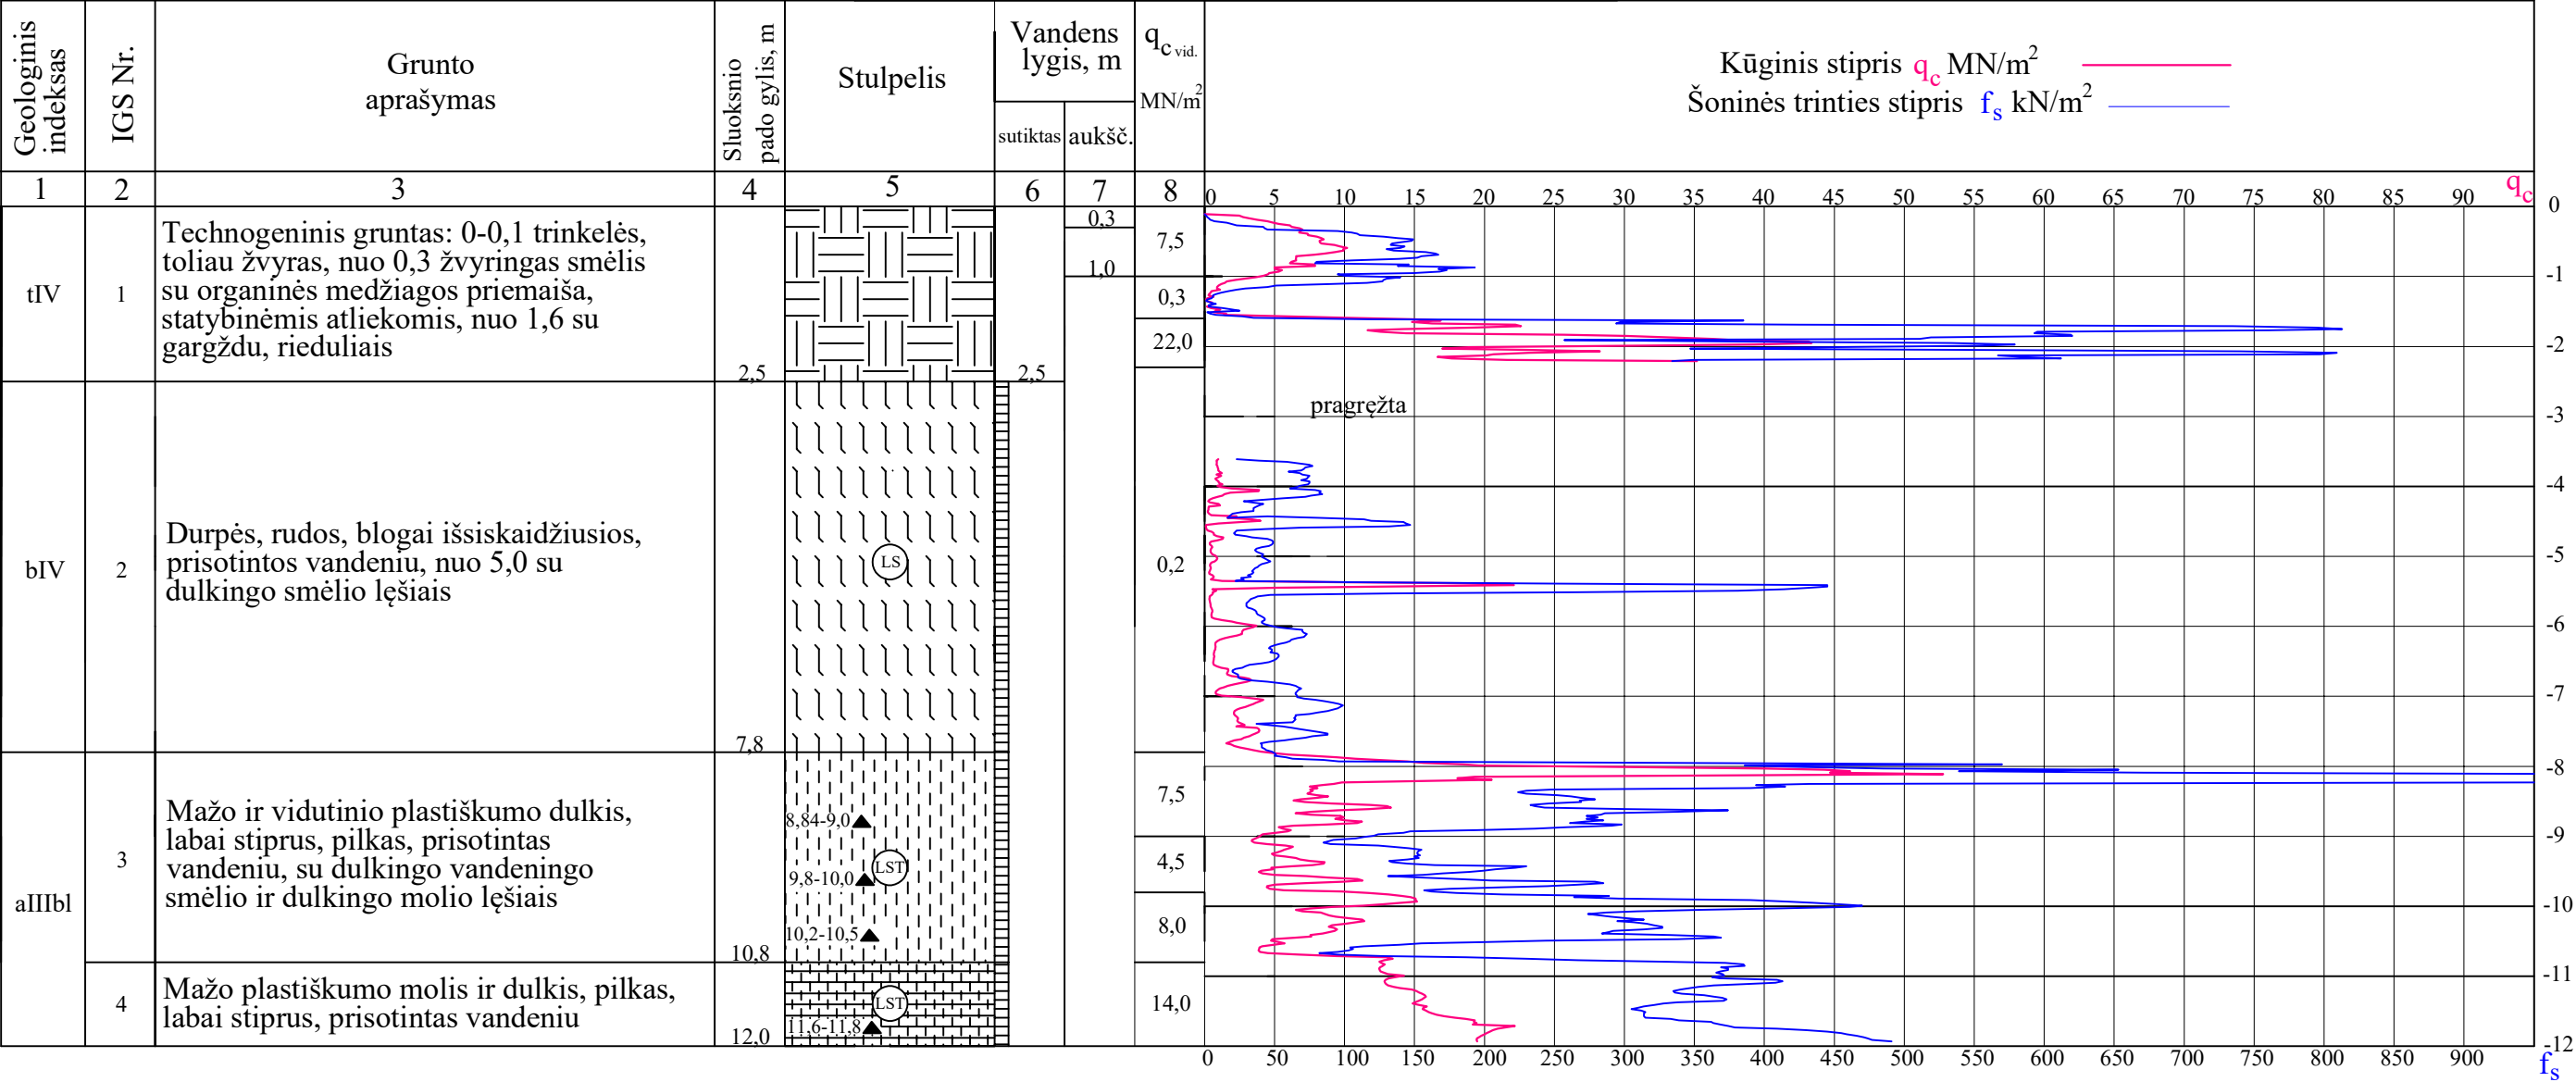 Geologinis
indeksas
IGS Nr.
Grunto
aprašymas
Sluoksnio
pado gylis, m
Stulpelis
Vandens
lygis, m
sutiktas
aukšč.
qc vid.
MN/m²
Kūginis stipris qc MN/m²
Šoninės trinties stipris fs kN/m²
1 2 3 4 5 6 7 8
0 5 10 15 20 25 30 35 40 45 50 55 60 65 70 75 80 85 90 qc
tIV
1
Technogeninis gruntas: 0-0,1 trinkelės,
toliau žvyras, nuo 0,3 žvyringas smėlis
su organinės medžiagos priemaiša,
statybinėmis atliekomis, nuo 1,6 su
gargždu, rieduliais
2,5
2,5
0,3
1,0
7,5
0,3
22,0
pragręžta
bIV
2
Durpės, rudos, blogai išsiskaidžiusios,
prisotintos vandeniu, nuo 5,0 su
dulkingo smėlio lęšiais
7,8
LS
0,2
aIIIbl
3
Mažo ir vidutinio plastiškumo dulkis,
labai stiprus, pilkas, prisotintas
vandeniu, su dulkingo vandeningo
smėlio ir dulkingo molio lęšiais
10,8
8,84-9,0
LST
9,8-10,0
10,2-10,5
7,5
4,5
8,0
4
Mažo plastiškumo molis ir dulkis, pilkas,
labai stiprus, prisotintas vandeniu
12,0
LST
11,6-11,8
14,0
0
-1
-2
-3
-4
-5
-6
-7
-8
-9
-10
-11
-12
0 50 100 150 200 250 300 350 400 450 500 550 600 650 700 750 800 850 900 fs